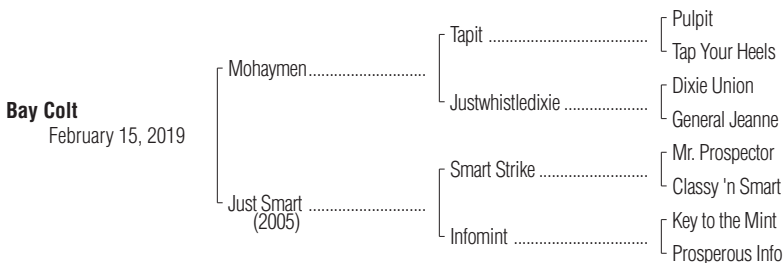 Pulpit
Tapit ......................................
Tap Your Heels
Mohaymen............................
Dixie Union
Justwhistledixie ....................
General Jeanne
Bay Colt
February 15, 2019
Mr. Prospector
Smart Strike ..........................
Classy 'n Smart
Just Smart ............................
(2005)
Key to the Mint
Infomint ................................
Prosperous Info